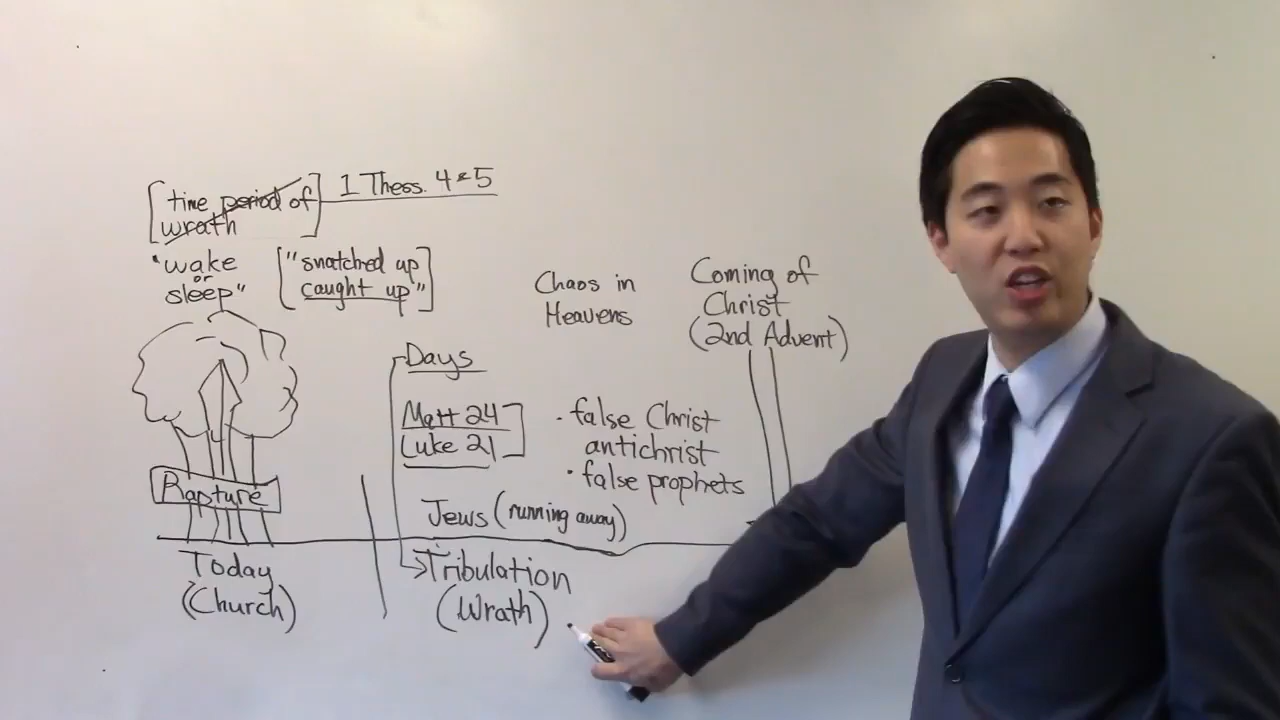 [time period of
wrath]
1 Thess. 4 & 5
"wake
or
sleep"
["snatched up
caught up"]
Chaos in
Heavens
Coming of
Christ
(2nd Advent)
Days
Matt 24
Luke 21
• false Christ
antichrist
• false prophets
Rapture
Jews (running away)
Today
(Church)
Tribulation
(Wrath)